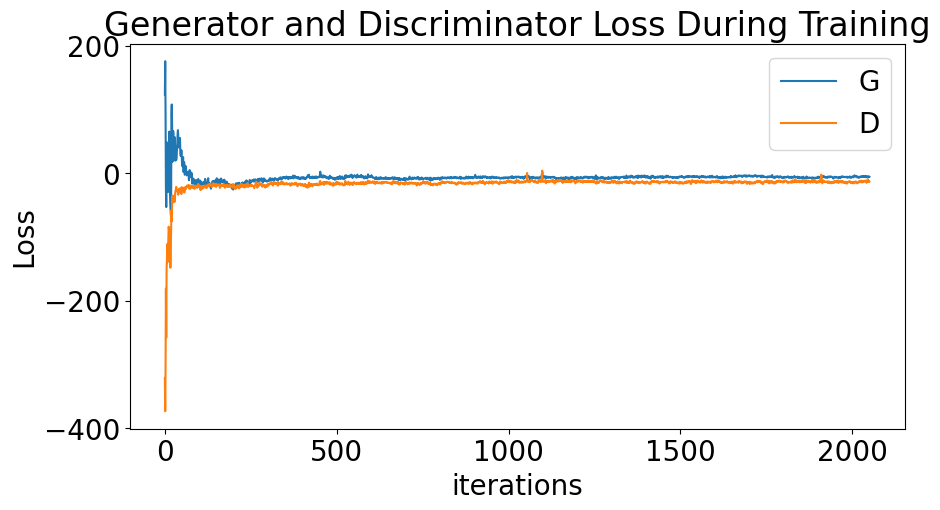 Generator and Discriminator Loss During Training
200
0
−200
−400
Loss
G
D
0 500 1000 1500 2000
iterations